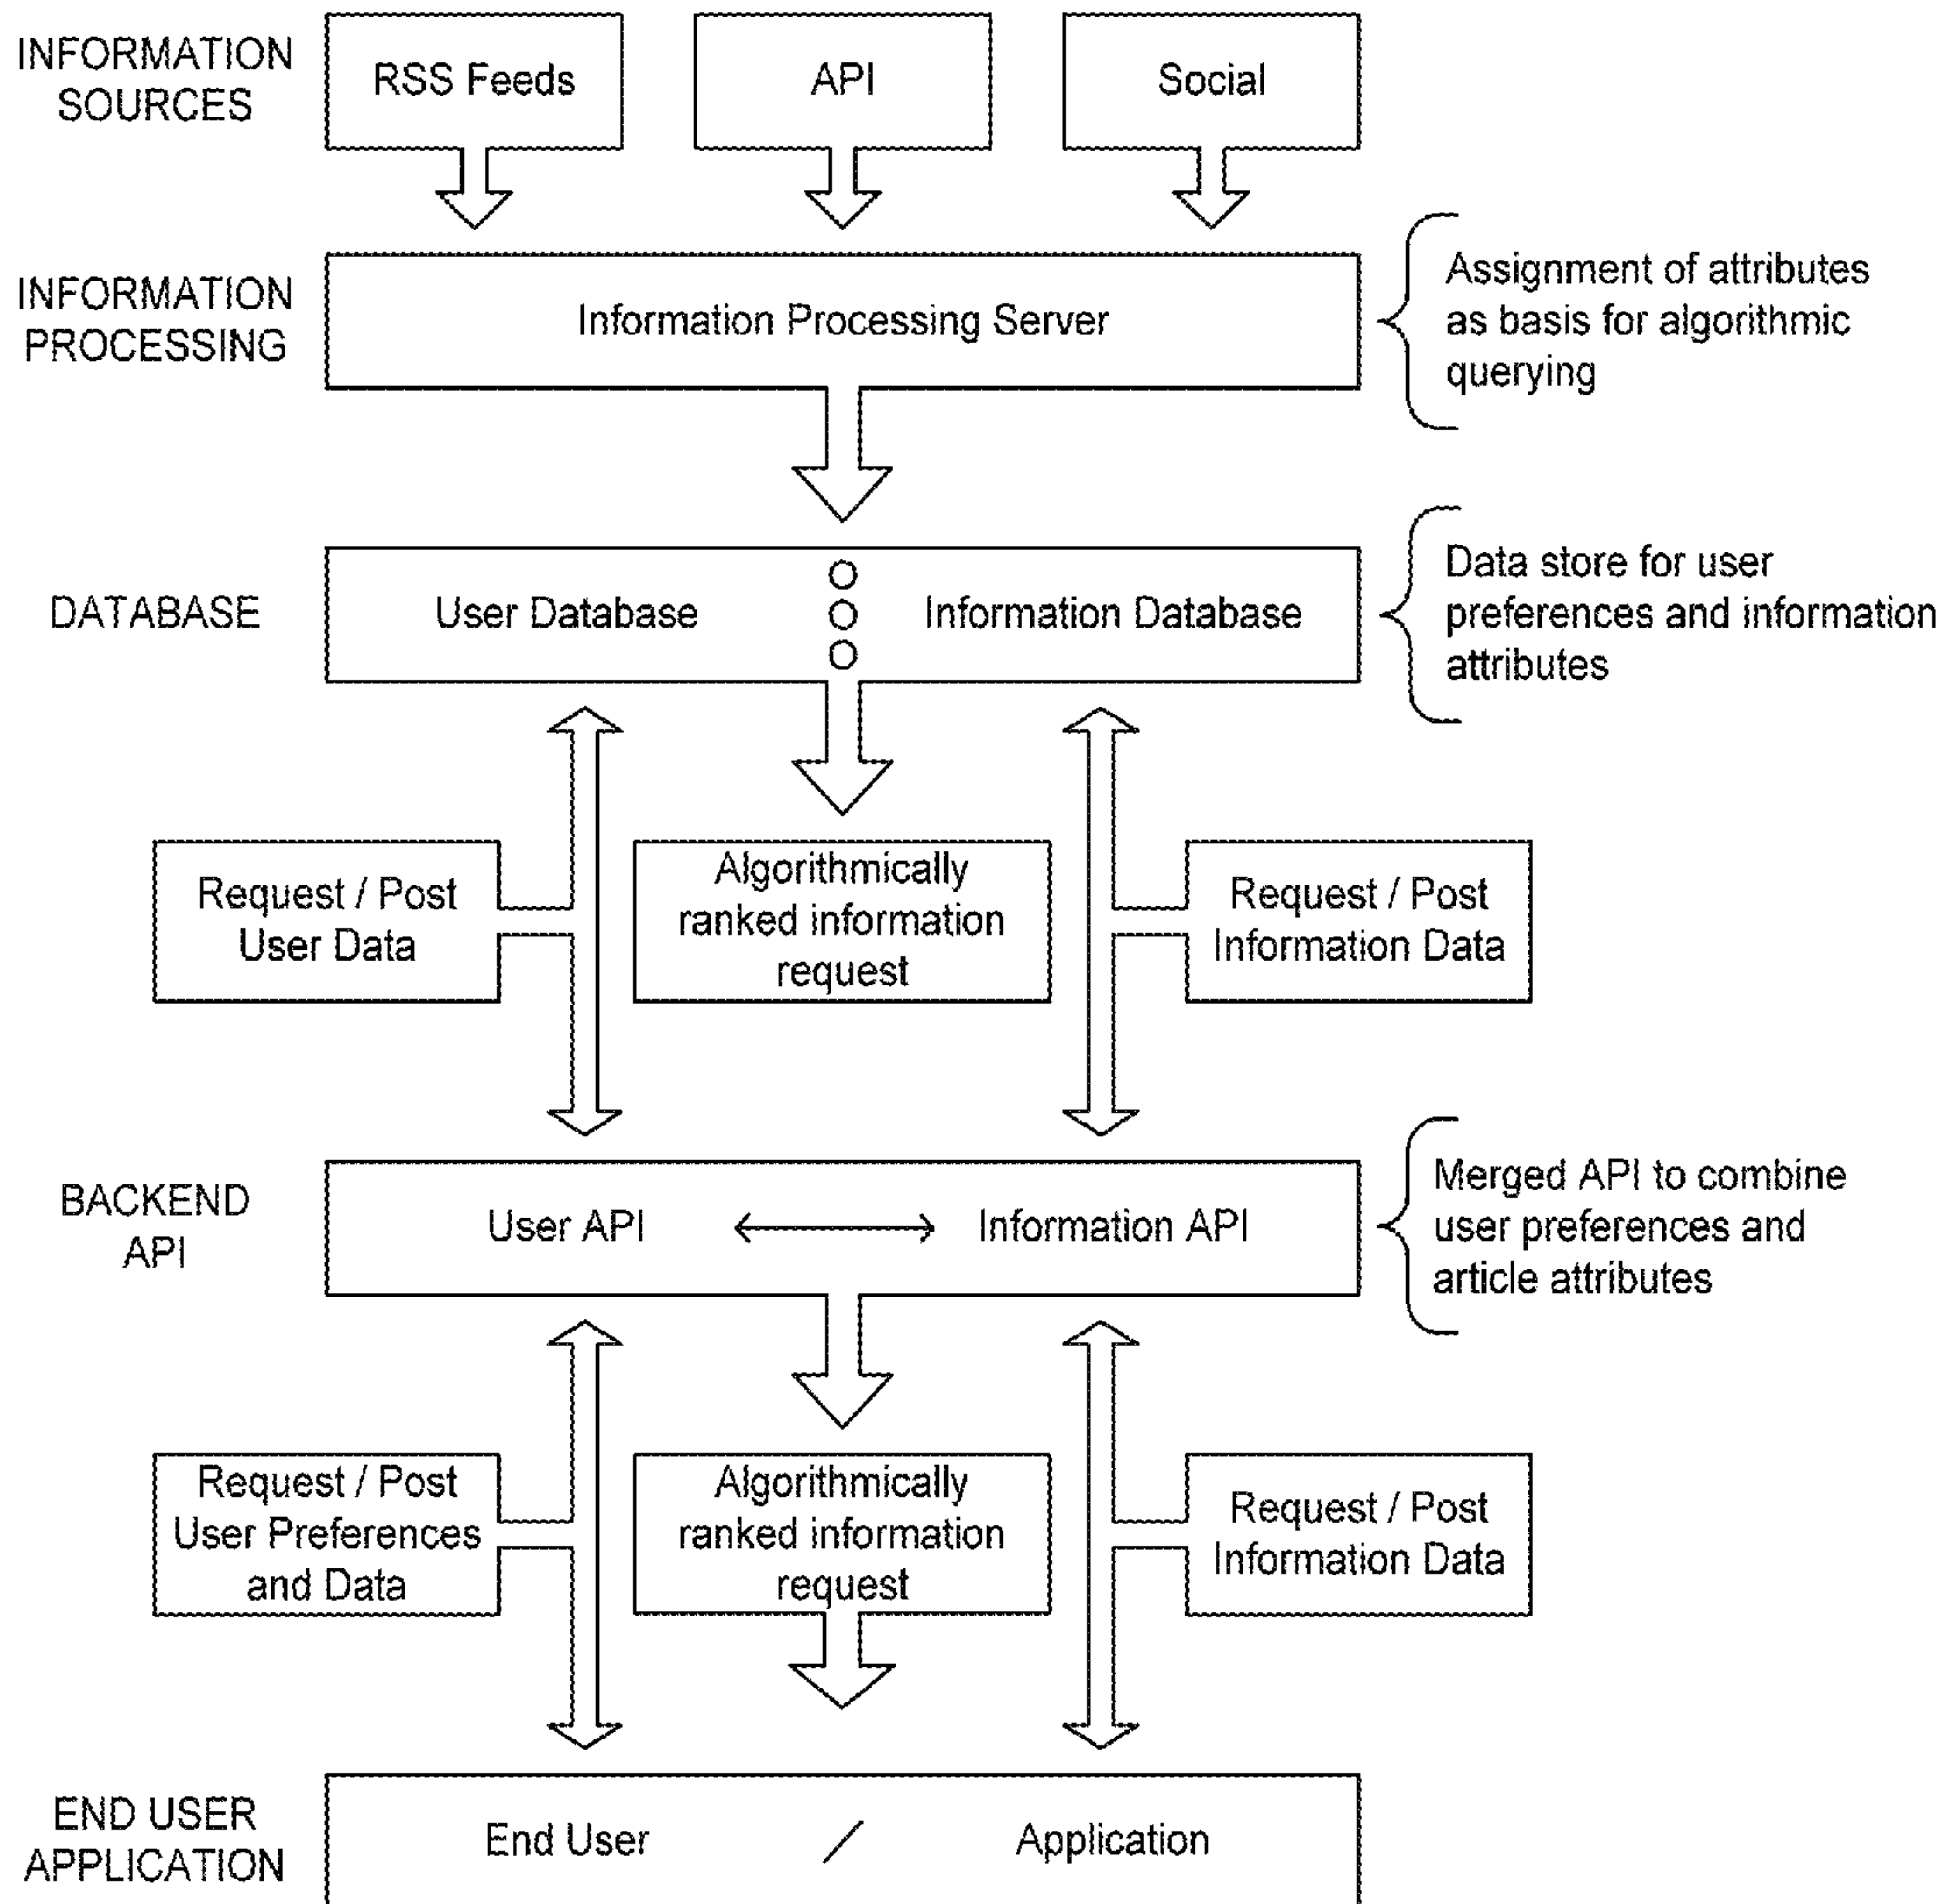 INFORMATION
SOURCES
RSS Feeds
API
Social
INFORMATION
PROCESSING
Information Processing Server
Assignment of attributes
as basis for algorithmic
querying
DATABASE
User Database
Information Database
Data store for user
preferences and information
attributes
Request / Post
User Data
Algorithmically
ranked information
request
Request / Post
Information Data
BACKEND
API
User API
Information API
Merged API to combine
user preferences and
article attributes
Request / Post
User Preferences
and Data
Algorithmically
ranked information
request
Request / Post
Information Data
END USER
APPLICATION
End User / Application